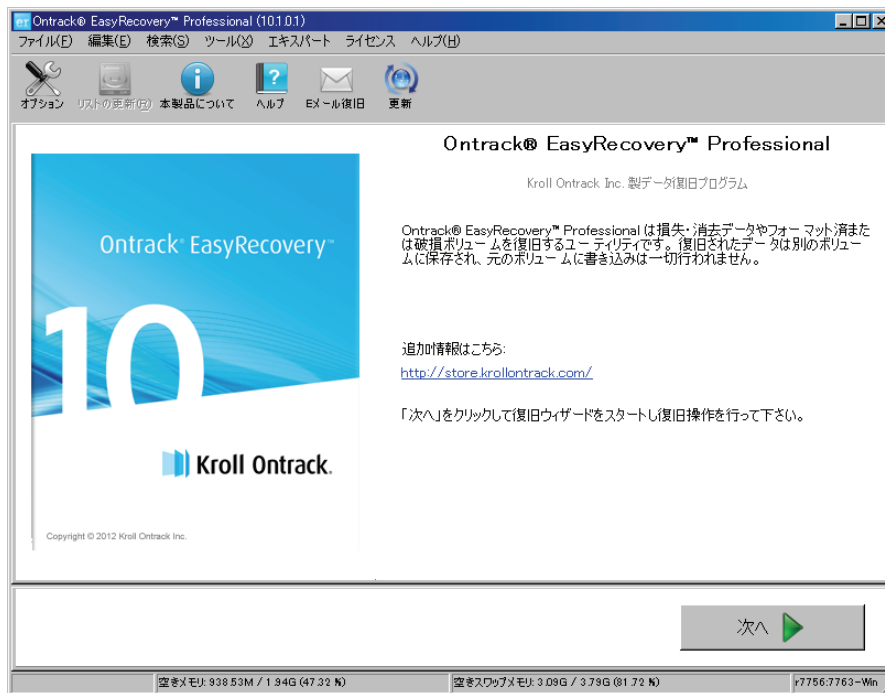 er Ontrack® EasyRecovery™ Professional (10.1.0.1)
ファイル(F) 編集(E) 検索(S) ツール(X) エキスパート ライセンス ヘルプ(H)
オプション リストの更新(R) 本製品について ヘルプ Eメール復旧 更新
Ontrack® EasyRecovery™ Professional
Kroll Ontrack Inc. 製データ復旧プログラム
Ontrack® EasyRecovery™ Professional は損失・消去データやフォーマット済また
は破損ボリュームを復旧するユーティリティです。復旧されたデータは別のボリュー
ムに保存され、元のボリュームに書き込みは一切行われません。
追加情報はこちら:
http://store.krollontrack.com/
「次へ」をクリックして復旧ウィザードをスタートし復旧操作を行って下さい。
Ontrack® EasyRecovery™
10
Kroll Ontrack.
Copyright © 2012 Kroll Ontrack Inc.
次へ
空きメモリ: 938.53M / 1.94G (47.32 %) 空きスワップメモリ: 3.09G / 3.79G (81.72 %) r7756:7763-Win